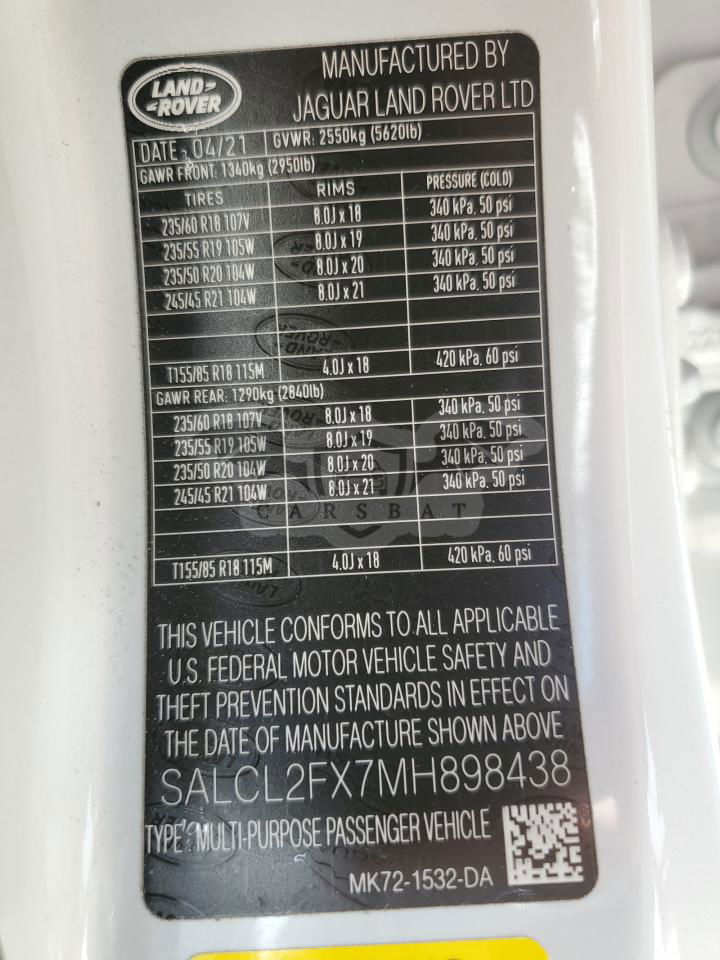 LAND
ROVER
MANUFACTURED BY
JAGUAR LAND ROVER LTD
DATE 04/21 GVWR: 2550kg (5620lb)
GAWR FRONT: 1340kg (2950lb)
TIRES RIMS PRESSURE (COLD)
235/60 R18 107V 8.0J x 18 340 kPa, 50 psi
235/55 R19 105W 8.0J x 19 340 kPa, 50 psi
235/50 R20 104W 8.0J x 20 340 kPa, 50 psi
245/45 R21 104W 8.0J x 21 340 kPa, 50 psi
T155/85 R18 115M 4.0J x 18 420 kPa, 60 psi
GAWR REAR: 1290kg (2840lb)
235/60 R18 107V 8.0J x 18 340 kPa, 50 psi
235/55 R19 105W 8.0J x 19 340 kPa, 50 psi
235/50 R20 104W 8.0J x 20 340 kPa, 50 psi
245/45 R21 104W 8.0J x 21 340 kPa, 50 psi
CARSBAT
T155/85 R18 115M 4.0J x 18 420 kPa, 60 psi
THIS VEHICLE CONFORMS TO ALL APPLICABLE
U.S. FEDERAL MOTOR VEHICLE SAFETY AND
THEFT PREVENTION STANDARDS IN EFFECT ON
THE DATE OF MANUFACTURE SHOWN ABOVE
SALCL2FX7MH898438
TYPE: MULTI-PURPOSE PASSENGER VEHICLE
MK72-1532-DA